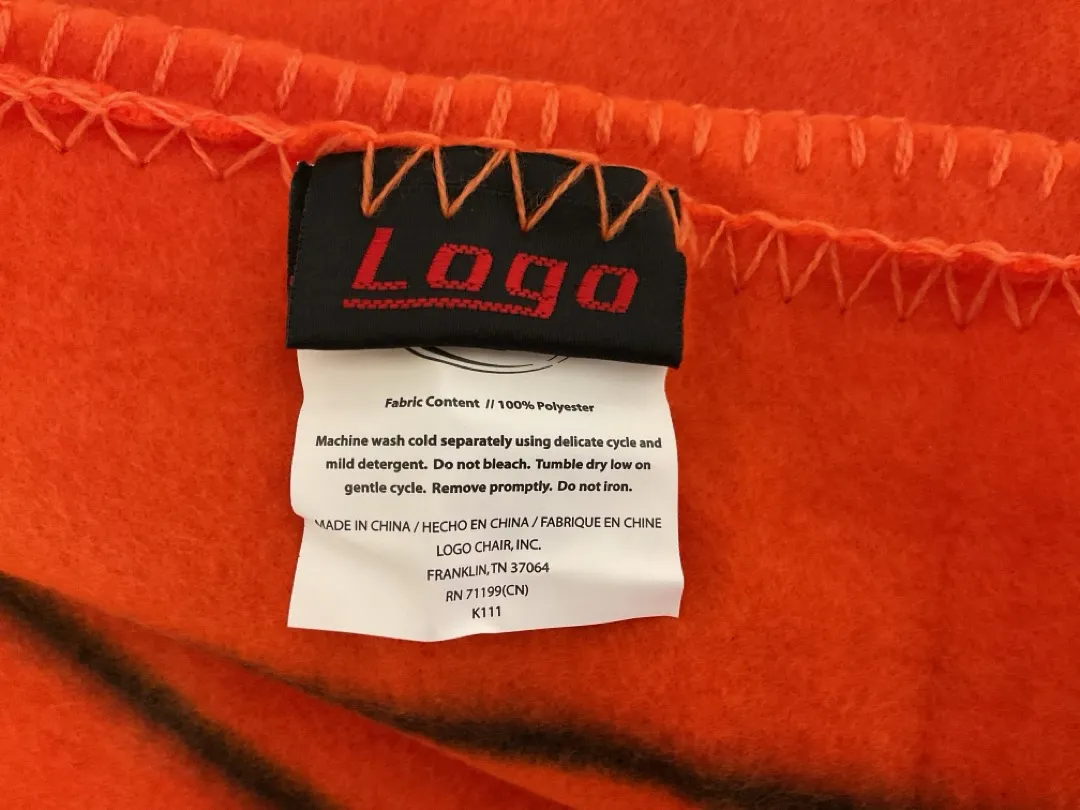 Logo
Fabric Content // 100% Polyester
Machine wash cold separately using delicate cycle and
mild detergent. Do not bleach. Tumble dry low on
gentle cycle. Remove promptly. Do not iron.
MADE IN CHINA / HECHO EN CHINA / FABRIQUE EN CHINE
LOGO CHAIR, INC.
FRANKLIN, TN 37064
RN 71199(CN)
K111